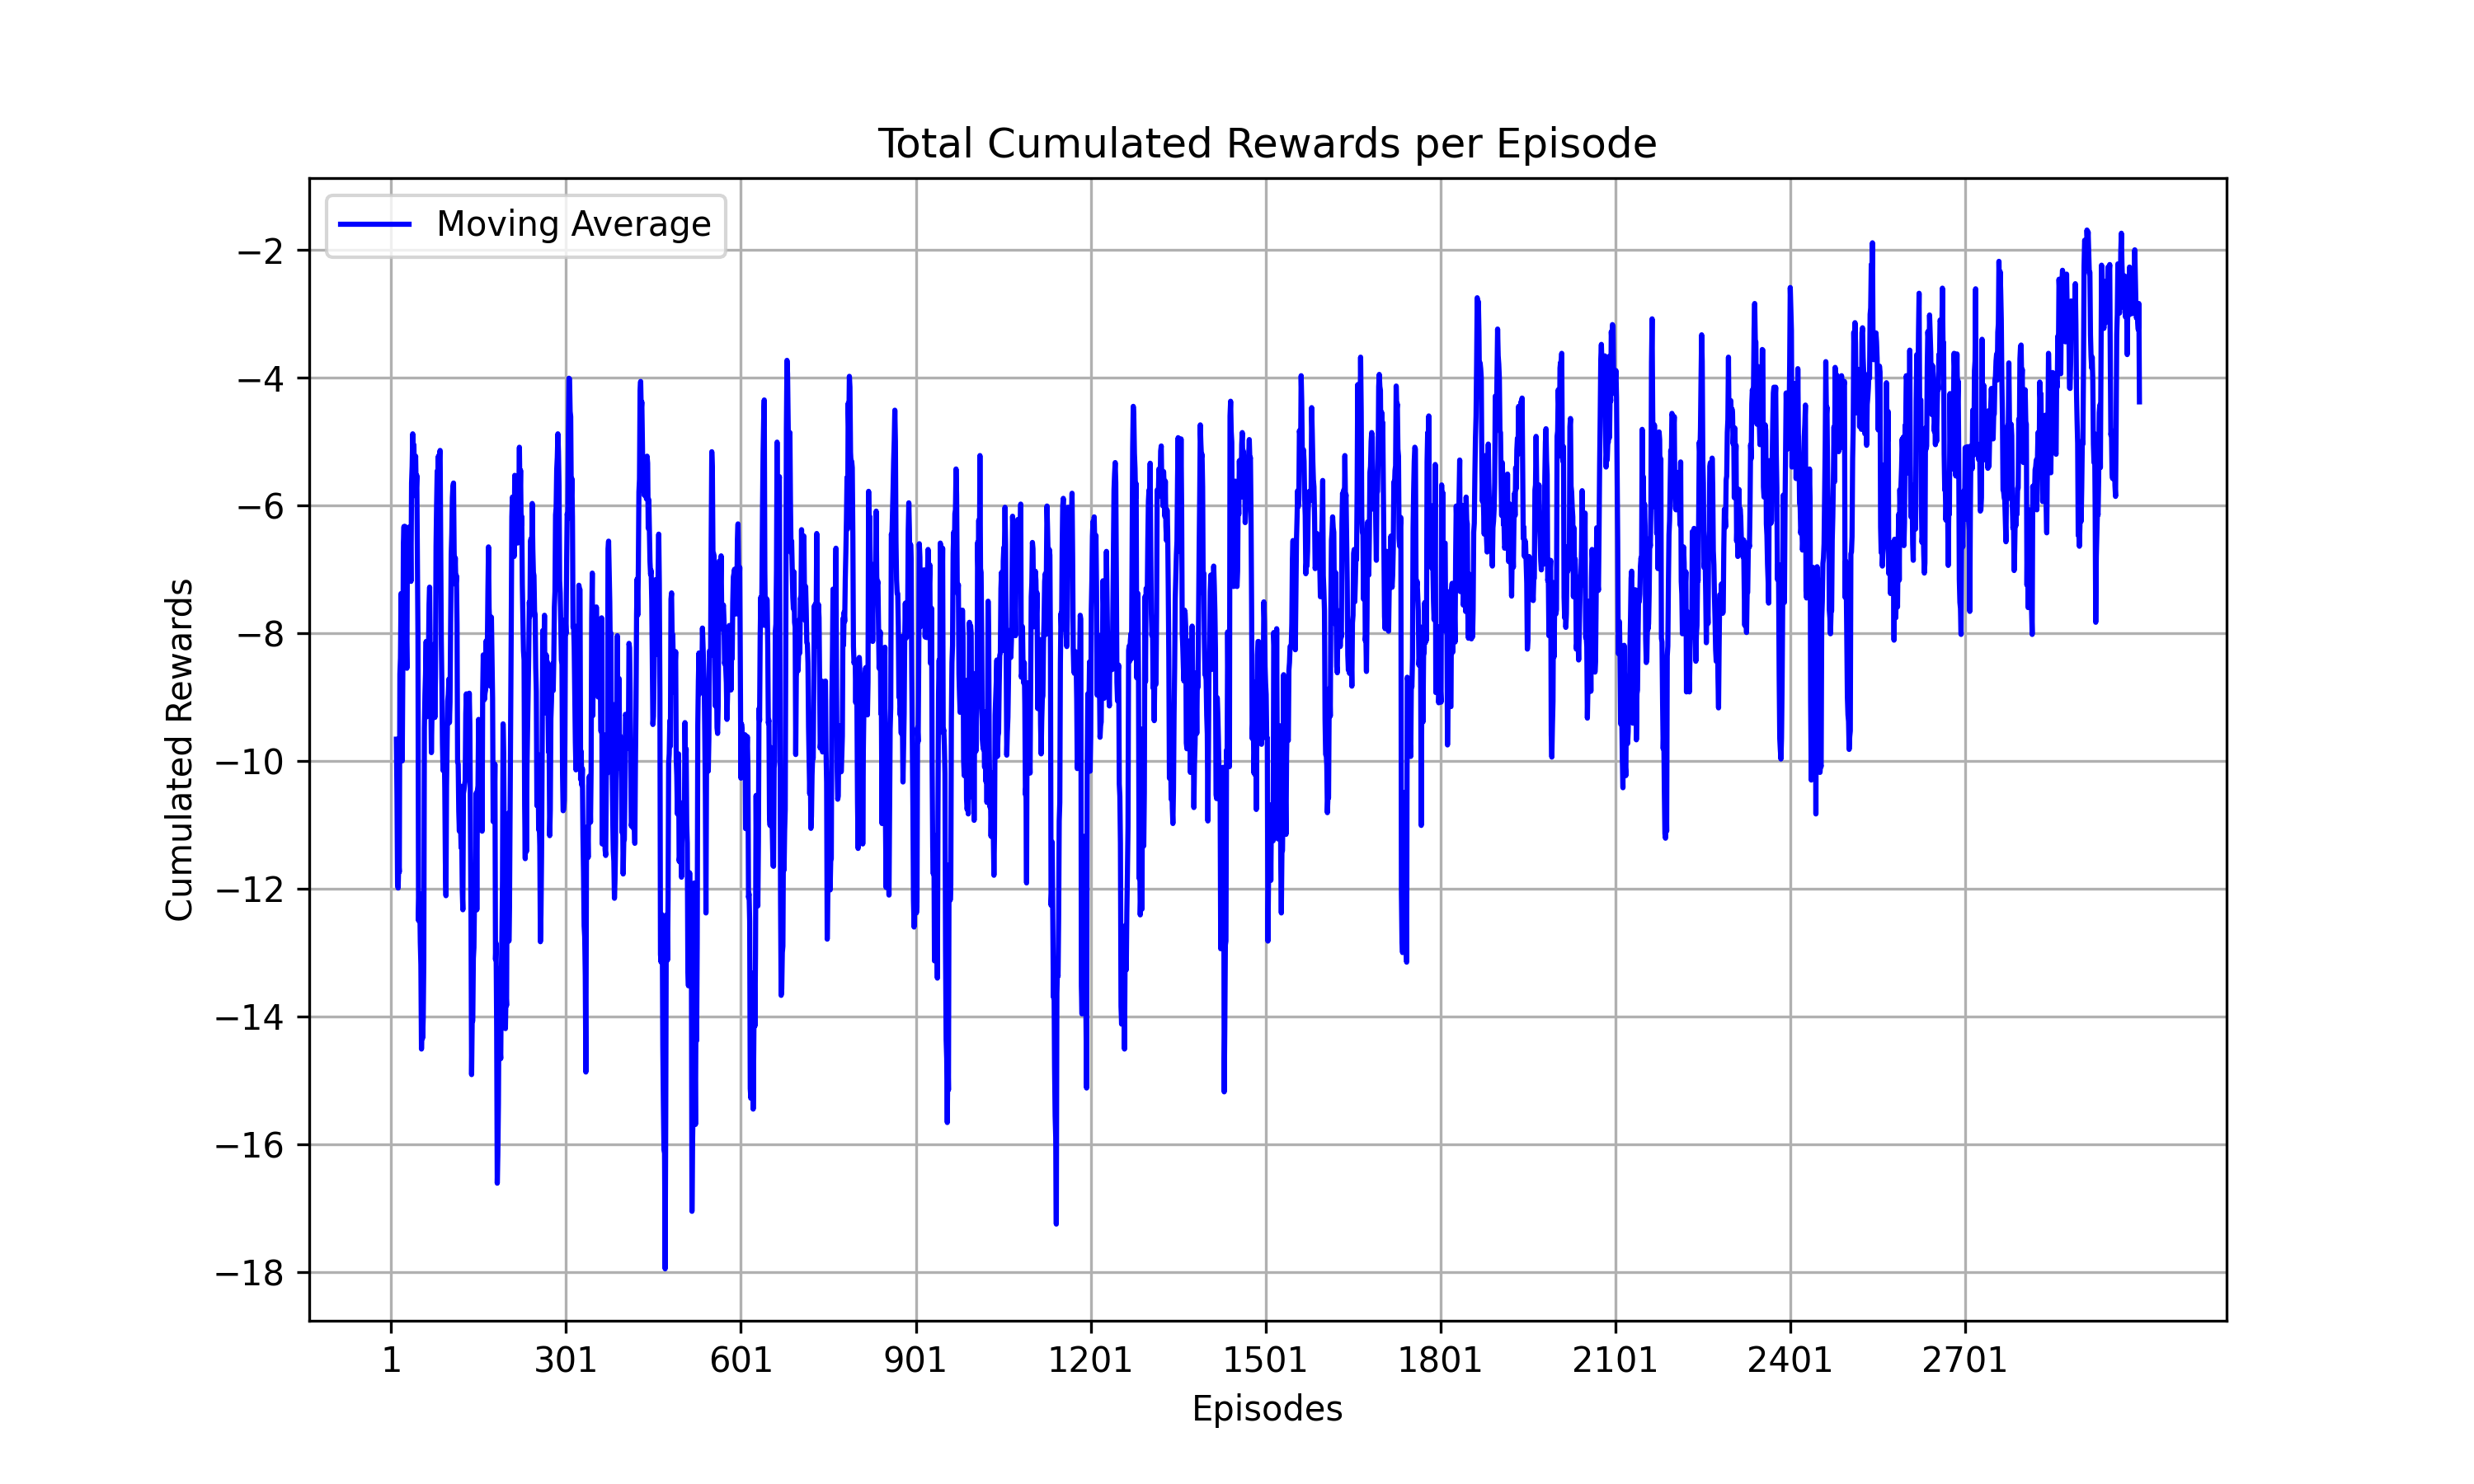 Total Cumulated Rewards per Episode
Moving Average
−2
−4
−6
−8
−10
−12
−14
−16
−18
Cumulated Rewards
1 301 601 901 1201 1501 1801 2101 2401 2701
Episodes